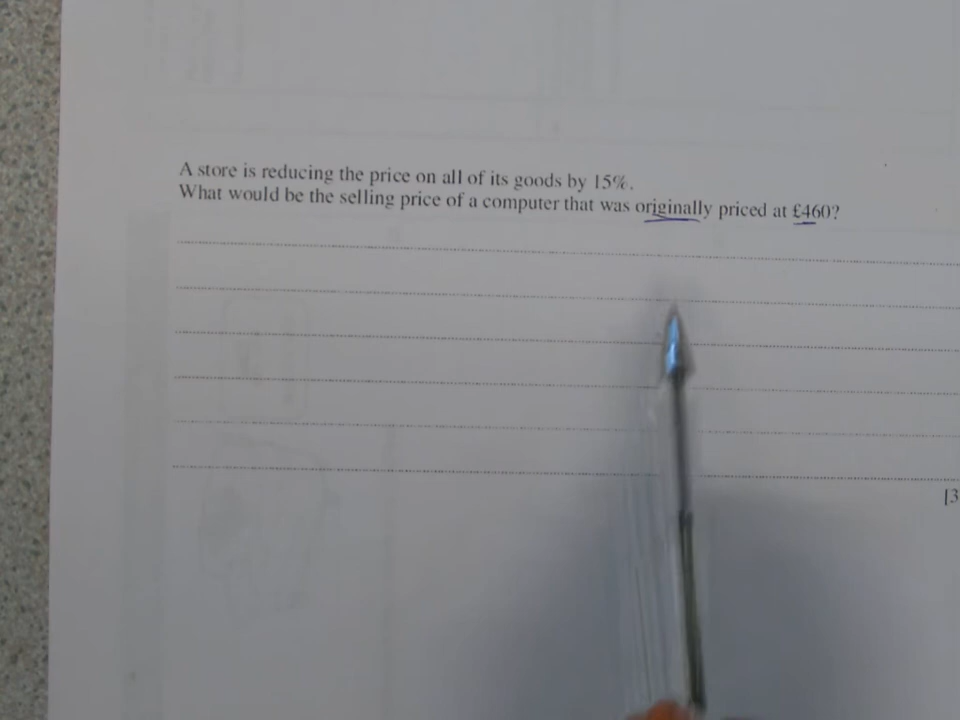 A store is reducing the price on all of its goods by 15%.
What would be the selling price of a computer that was originally priced at £460?
[3